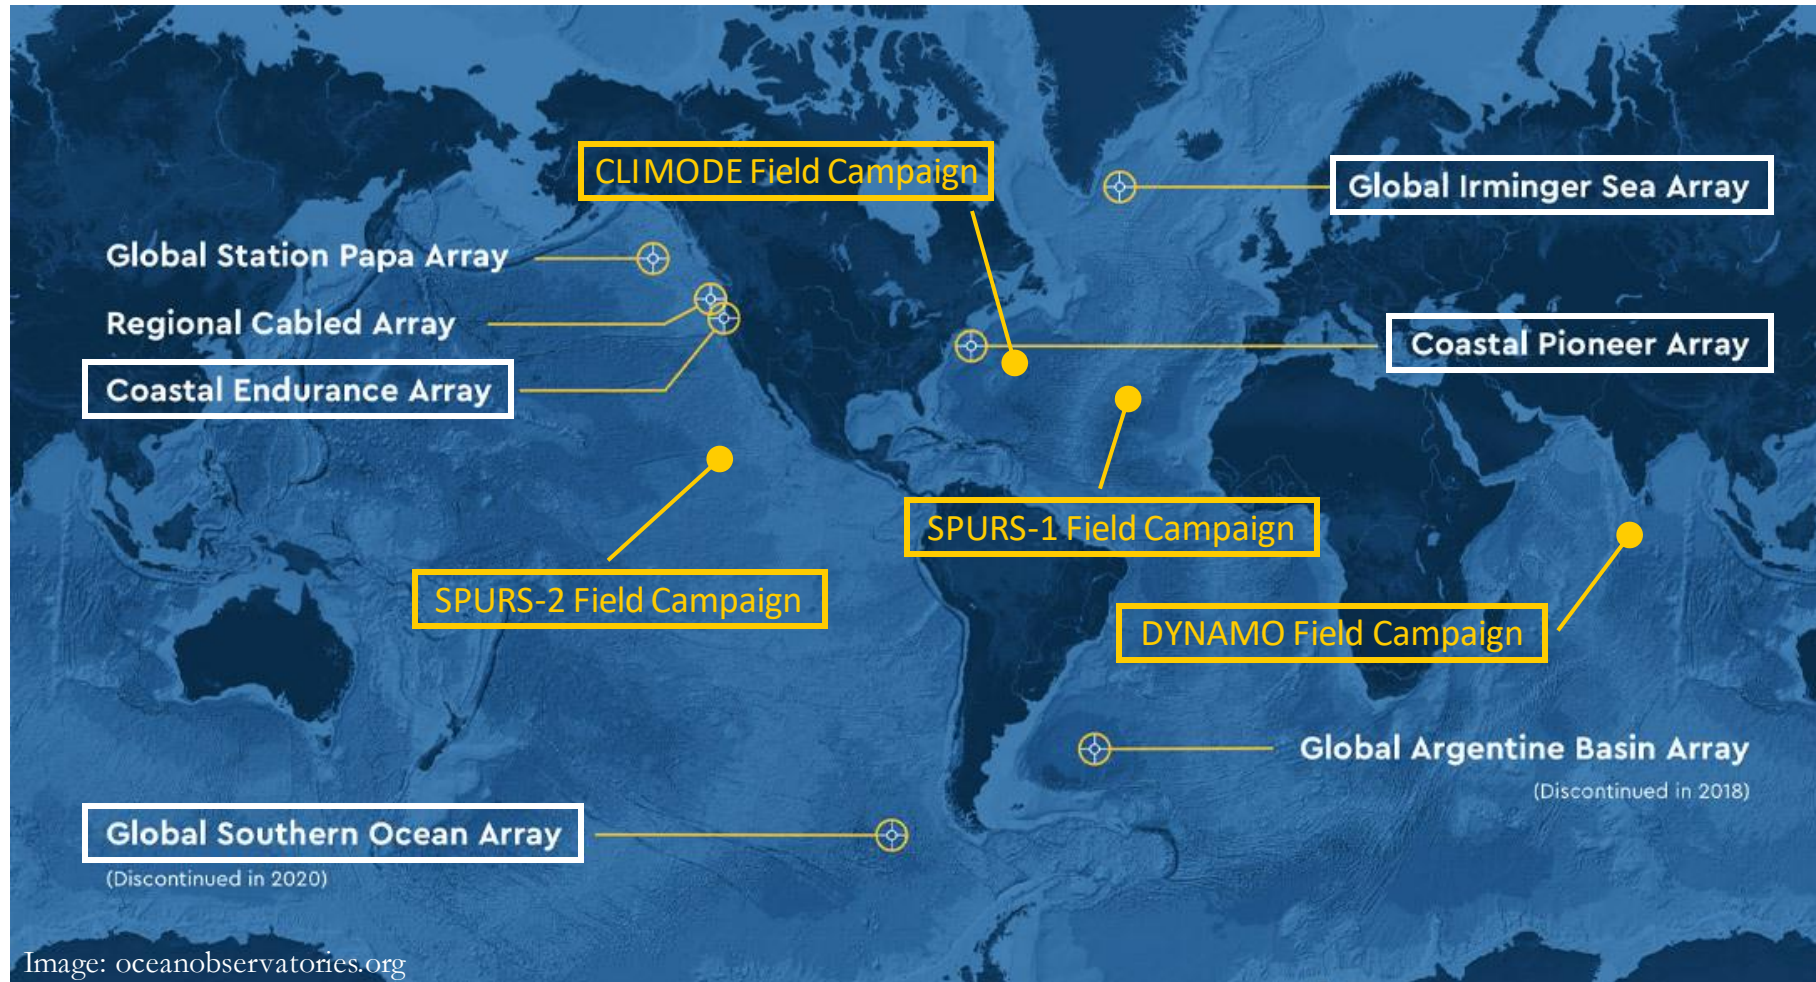 CLIMODE Field Campaign
Global Irminger Sea Array
Global Station Papa Array
Regional Cabled Array
Coastal Pioneer Array
Coastal Endurance Array
SPURS-1 Field Campaign
SPURS-2 Field Campaign
DYNAMO Field Campaign
Global Argentine Basin Array
(Discontinued in 2018)
Global Southern Ocean Array
(Discontinued in 2020)
Image: oceanobservatories.org